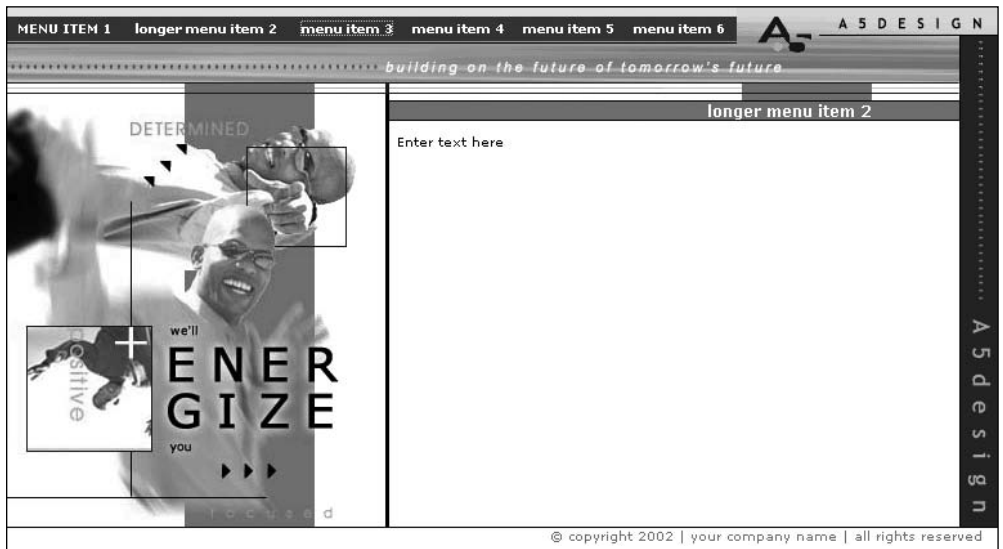 MENU ITEM 1 longer menu item 2 menu item 3 menu item 4 menu item 5 menu item 6
A5DESIGN
building on the future of tomorrow's future
longer menu item 2
Enter text here
DETERMINED
we'll
ENER
GIZE
you
positive
focused
A5design
© copyright 2002 | your company name | all rights reserved